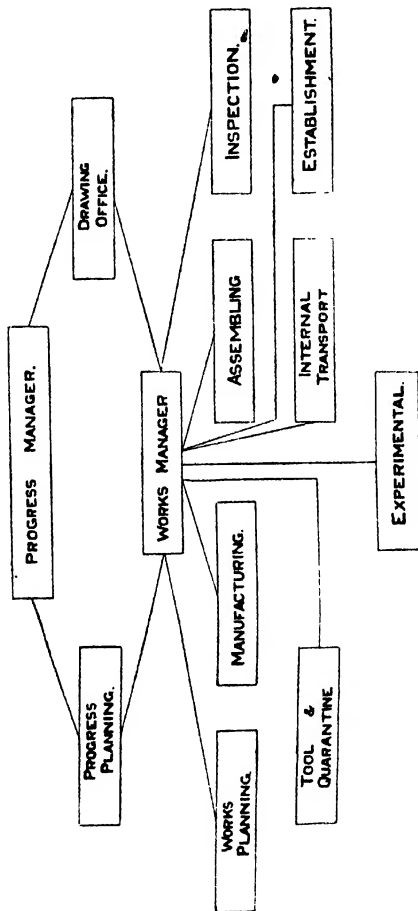 PROGRESS MANAGER.
PROGRESS
PLANNING.
DRAWING
OFFICE.
WORKS MANAGER
WORKS
PLANNING.
MANUFACTURING.
ASSEMBLING
INSPECTION.
TOOL &
QUARANTINE
INTERNAL
TRANSPORT
ESTABLISHMENT.
EXPERIMENTAL.